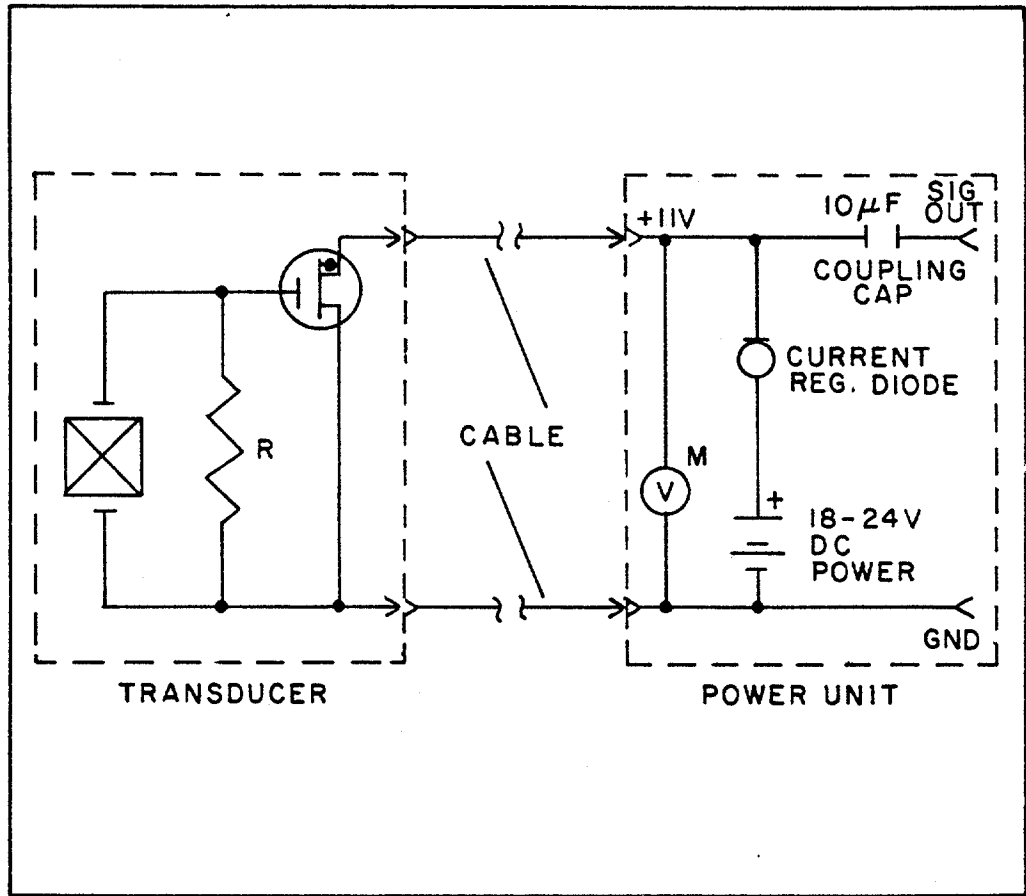 +11V
10μF
SIG
OUT
COUPLING
CAP
CURRENT
REG. DIODE
R
CABLE
M
V
+
18-24V
DC
POWER
GND
TRANSDUCER
POWER UNIT